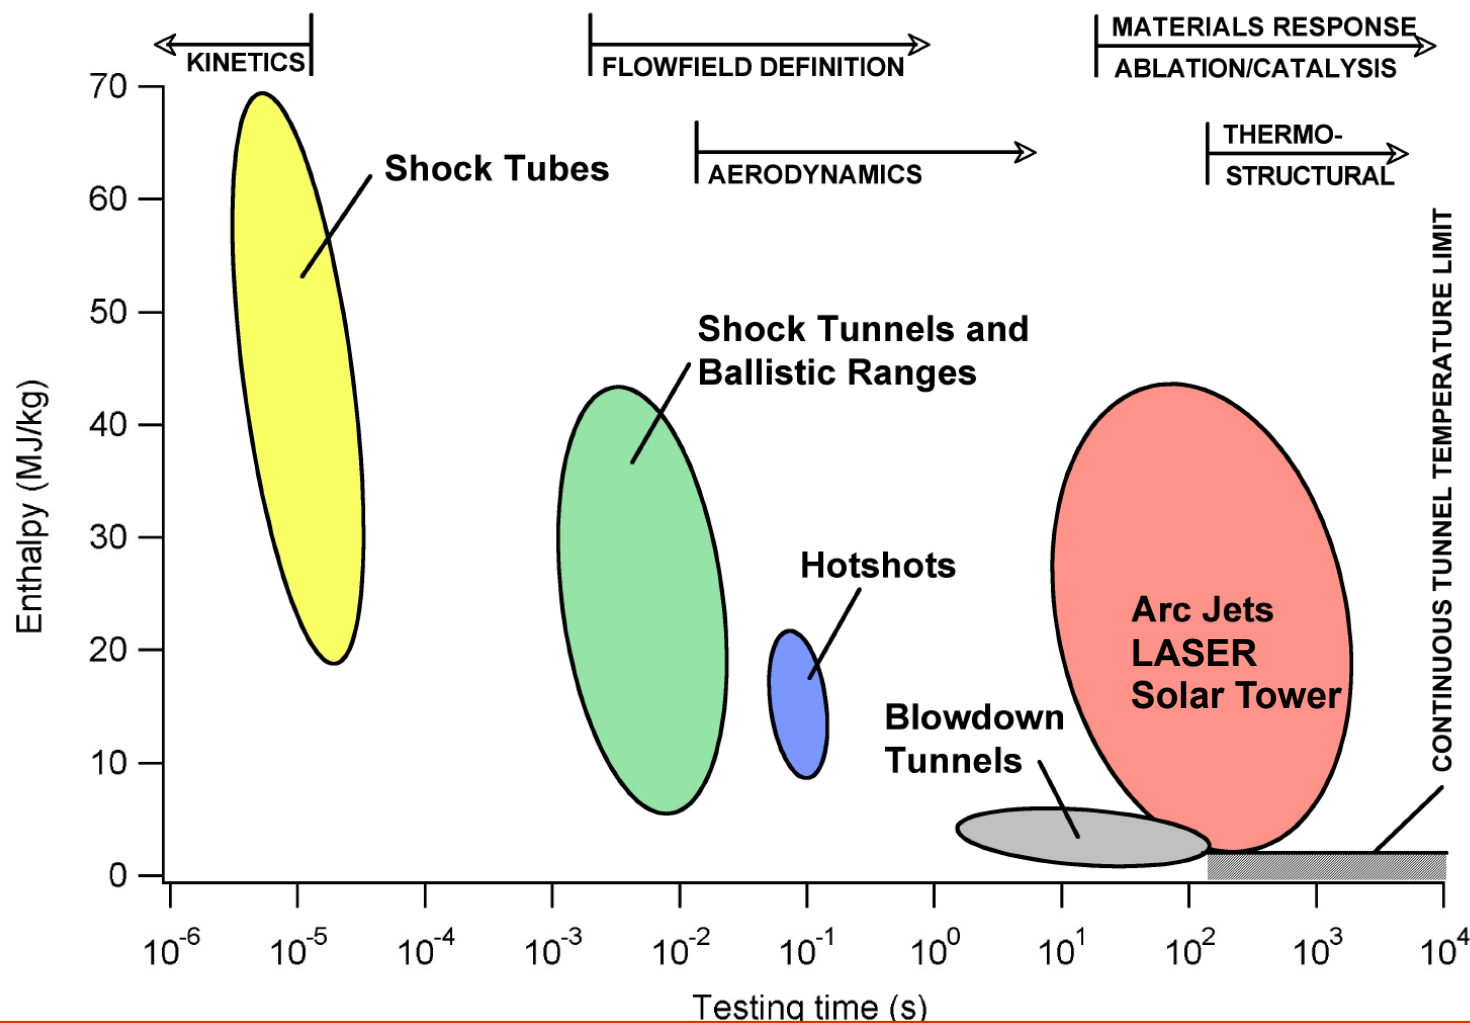 KINETICS
FLOWFIELD DEFINITION
MATERIALS RESPONSE
ABLATION/CATALYSIS
AERODYNAMICS
THERMO-
STRUCTURAL
CONTINUOUS TUNNEL TEMPERATURE LIMIT
Shock Tubes
Shock Tunnels and
Ballistic Ranges
Hotshots
Blowdown
Tunnels
Arc Jets
LASER
Solar Tower
Enthalpy (MJ/kg)
70
60
50
40
30
20
10
0
10⁻⁶ 10⁻⁵ 10⁻⁴ 10⁻³ 10⁻² 10⁻¹ 10⁰ 10¹ 10² 10³ 10⁴
Testing time (s)